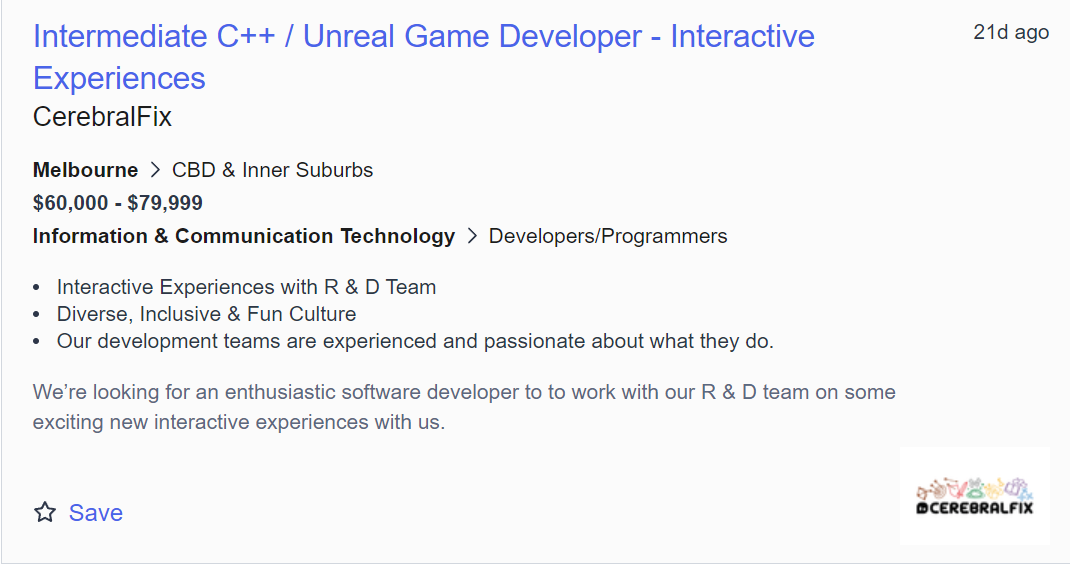 Intermediate C++ / Unreal Game Developer - Interactive
21d ago
Experiences
CerebralFix
Melbourne > CBD & Inner Suburbs
$60,000 - $79,999
Information & Communication Technology > Developers/Programmers
• Interactive Experiences with R & D Team
• Diverse, Inclusive & Fun Culture
• Our development teams are experienced and passionate about what they do.
We’re looking for an enthusiastic software developer to to work with our R & D team on some
exciting new interactive experiences with us.
Save
CEREBRALFIX